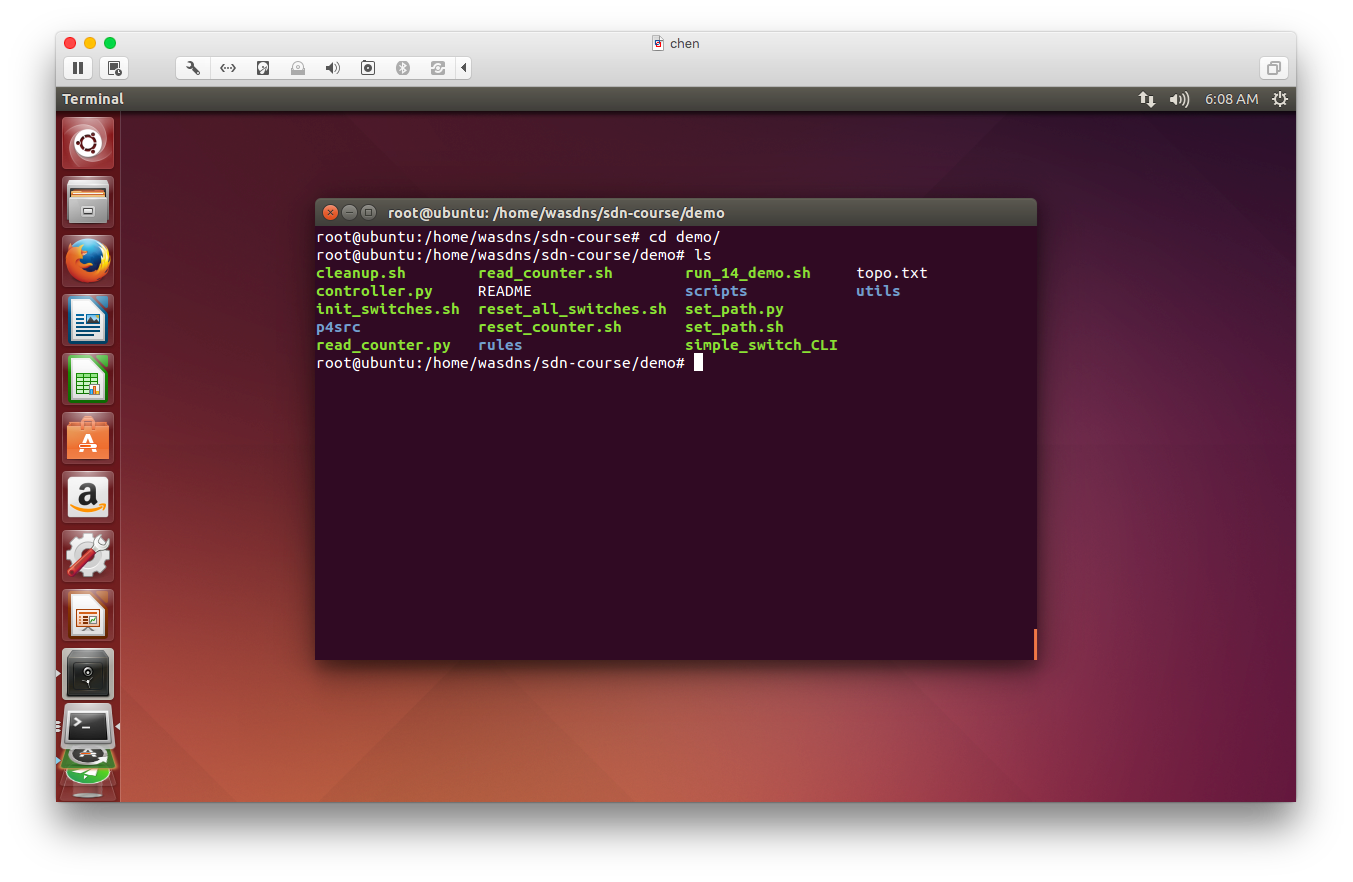 chen
Terminal
6:08 AM
root@ubuntu: /home/wasdns/sdn-course/demo
root@ubuntu:/home/wasdns/sdn-course# cd demo/
root@ubuntu:/home/wasdns/sdn-course/demo# ls
cleanup.sh read_counter.sh run_14_demo.sh topo.txt
controller.py README scripts utils
init_switches.sh reset_all_switches.sh set_path.py
p4src reset_counter.sh set_path.sh
read_counter.py rules simple_switch_CLI
root@ubuntu:/home/wasdns/sdn-course/demo#